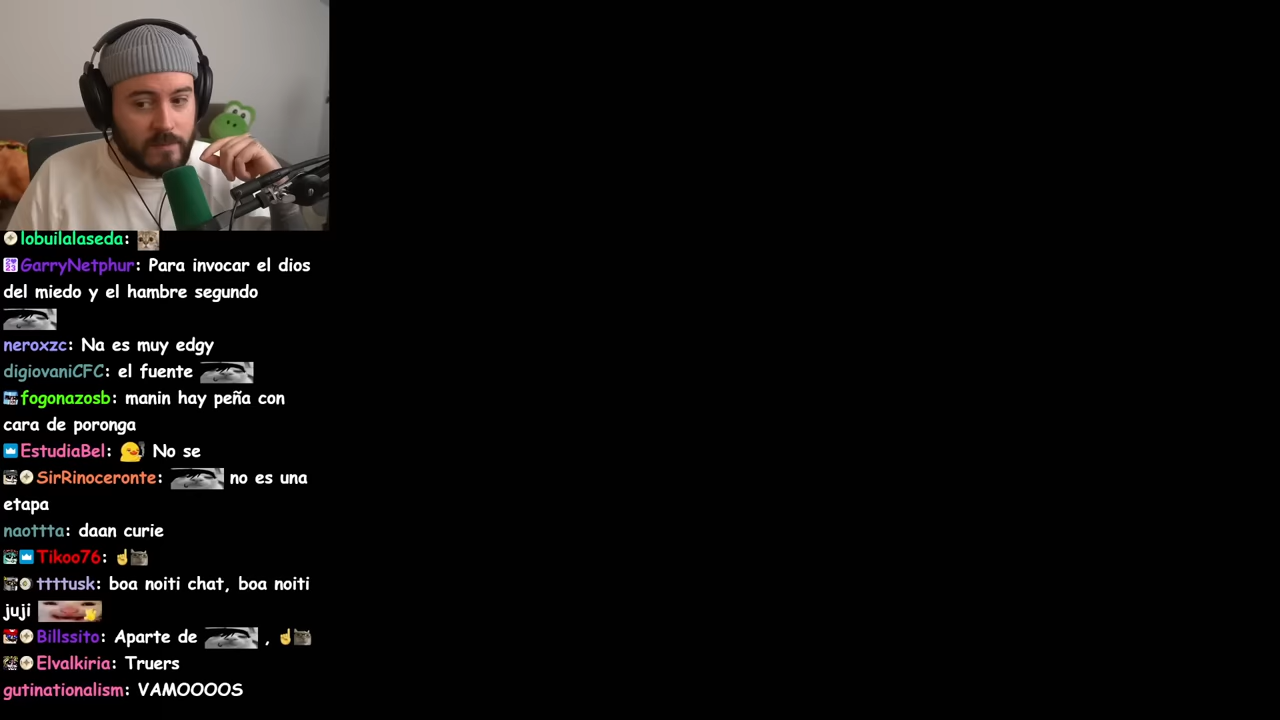 lobuilalaseda:
GarryNetphur: Para invocar el dios
del miedo y el hambre segundo
neroxzc: Na es muy edgy
digiovaniCFC: el fuente
fogonazosb: manin hay peña con
cara de poronga
EstudiaBel: No se
SirRinoceronte: no es una
etapa
naottta: daan curie
Tikoo76:
ttttusk: boa noiti chat, boa noiti
juji
Billssito: Aparte de ,
Elvalkiria: Truers
gutinationalism: VAMOOOOS